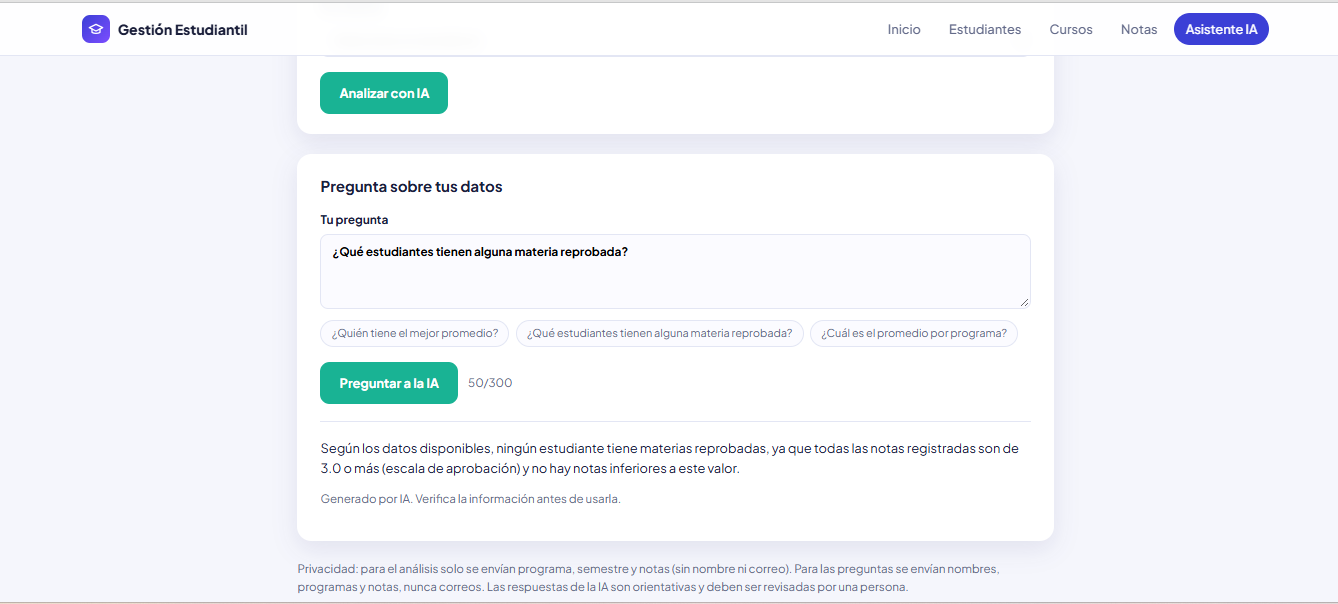 Gestión Estudiantil
Inicio
Estudiantes
Cursos
Notas
Asistente IA
Analizar con IA
Pregunta sobre tus datos
Tu pregunta
¿Qué estudiantes tienen alguna materia reprobada?
¿Quién tiene el mejor promedio?
¿Qué estudiantes tienen alguna materia reprobada?
¿Cuál es el promedio por programa?
Preguntar a la IA
50/300
Según los datos disponibles, ningún estudiante tiene materias reprobadas, ya que todas las notas registradas son de
3.0 o más (escala de aprobación) y no hay notas inferiores a este valor.
Generado por IA. Verifica la información antes de usarla.
Privacidad: para el análisis solo se envían programa, semestre y notas (sin nombre ni correo). Para las preguntas se envían nombres,
programas y notas, nunca correos. Las respuestas de la IA son orientativas y deben ser revisadas por una persona.